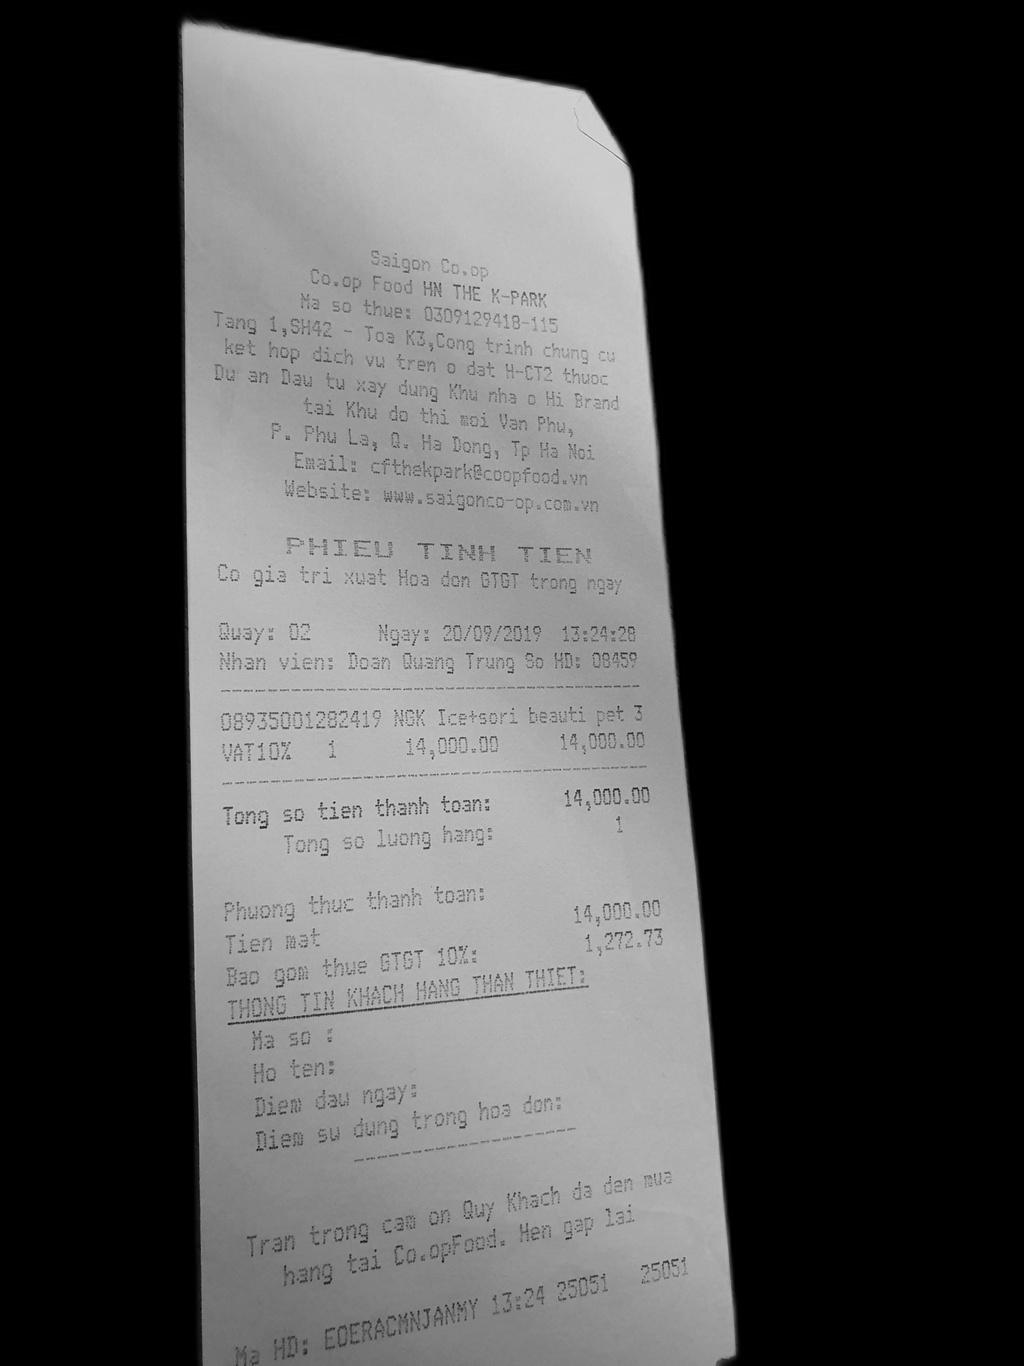 Saigon Co.op
Co.op Food HN THE K-PARK
Ma so thue: 0309129418-115
Tang 1,SH42 - Toa K3,Cong trinh chung cu
ket hop dich vu tren o dat H-CT2 thuoc
Du an Dau tu xay dung Khu nha o Hi Brand
tai Khu do thi moi Van Phu,
P. Phu La, Q. Ha Dong, Tp Ha Noi
Email: cfthekpark@coopfood.vn
Website: www.saigonco-op.com.vn
PHIEU TINH TIEN
Co gia tri xuat Hoa don GTGT trong ngay
Quay: 02 Ngay: 20/09/2019 13:24:28
Nhan vien: Doan Quang Trung So HD: 08459
08935001282419 NGK Ice+sori beauti pet 3
VAT10% 1 14,000.00 14,000.00
Tong so tien thanh toan: 14,000.00
Tong so luong hang: 1
Phuong thuc thanh toan:
Tien mat 14,000.00
Bao gom thue GTGT 10%: 1,272.73
THONG TIN KHACH HANG THAN THIET:
Ma so :
Ho ten:
Diem dau ngay:
Diem su dung trong hoa don:
Tran trong cam on Quy Khach da den mua
hang tai Co.opFood. Hen gap lai
Ma HD: EOERACMNJANMY 13:24 25051 25051